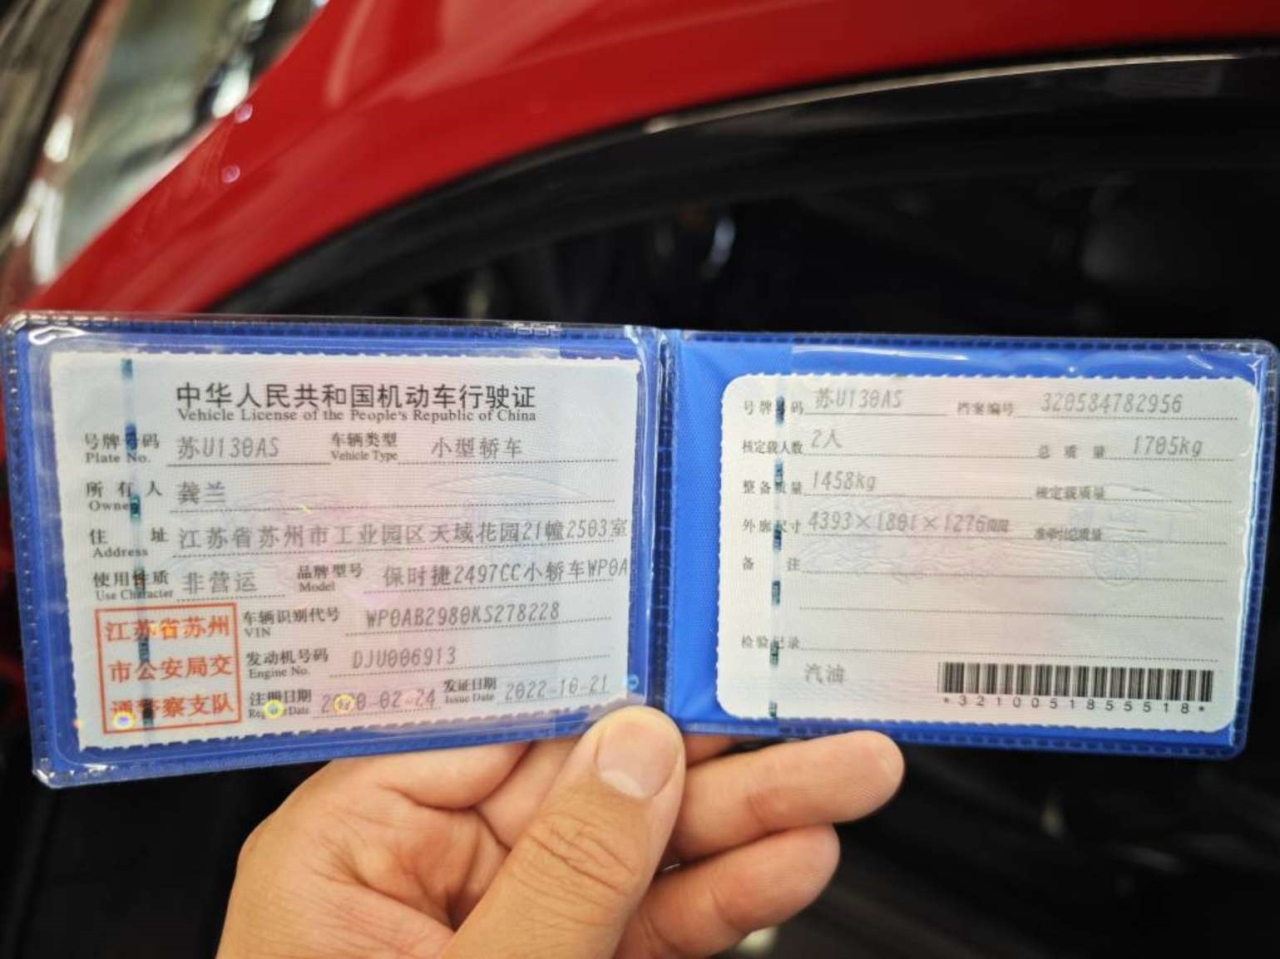 中华人民共和国机动车行驶证
Vehicle License of the People's Republic of China
号牌号码 苏U130AS 车辆类型 小型轿车
Plate No. Vehicle Type
所有人 龚兰
Owner
住址 江苏省苏州市工业园区天域花园21幢2503室
Address
使用性质 非营运 品牌型号 保时捷2497CC小轿车WP0A
Use Character Model
江苏省苏州
市公安局交
通警察支队
车辆识别代号 WP0AB2980KS278228
VIN
发动机号码 DJU006913
Engine No.
注册日期 2020-02-24 发证日期 2022-10-21
Register Date Issue Date
号牌号码 苏U130AS 档案编号 320584782956
核定载人数 2人 总质量 1705kg
整备质量 1458kg 核定载质量 --
外廓尺寸 4393×1801×1276mm 准牵引总质量 --
备注
检验记录
汽油
*3210051855518*